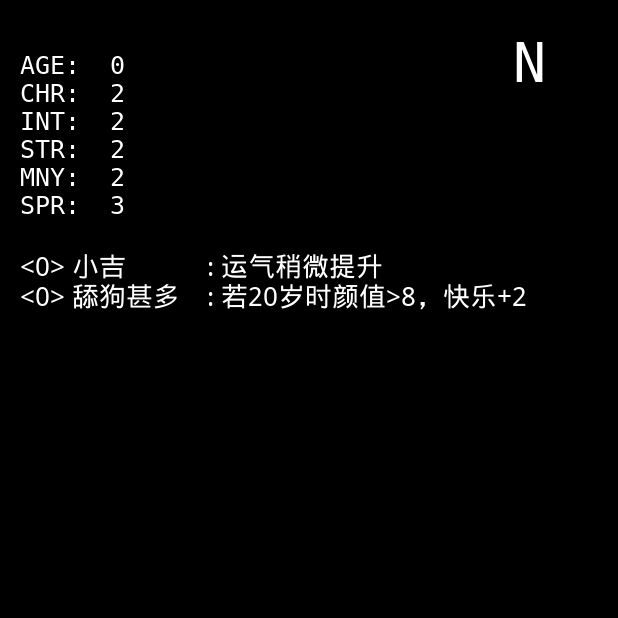 N
AGE: 0
CHR: 2
INT: 2
STR: 2
MNY: 2
SPR: 3
<O> 小吉 : 运气稍微提升
<O> 舔狗甚多 : 若20岁时颜值>8，快乐+2